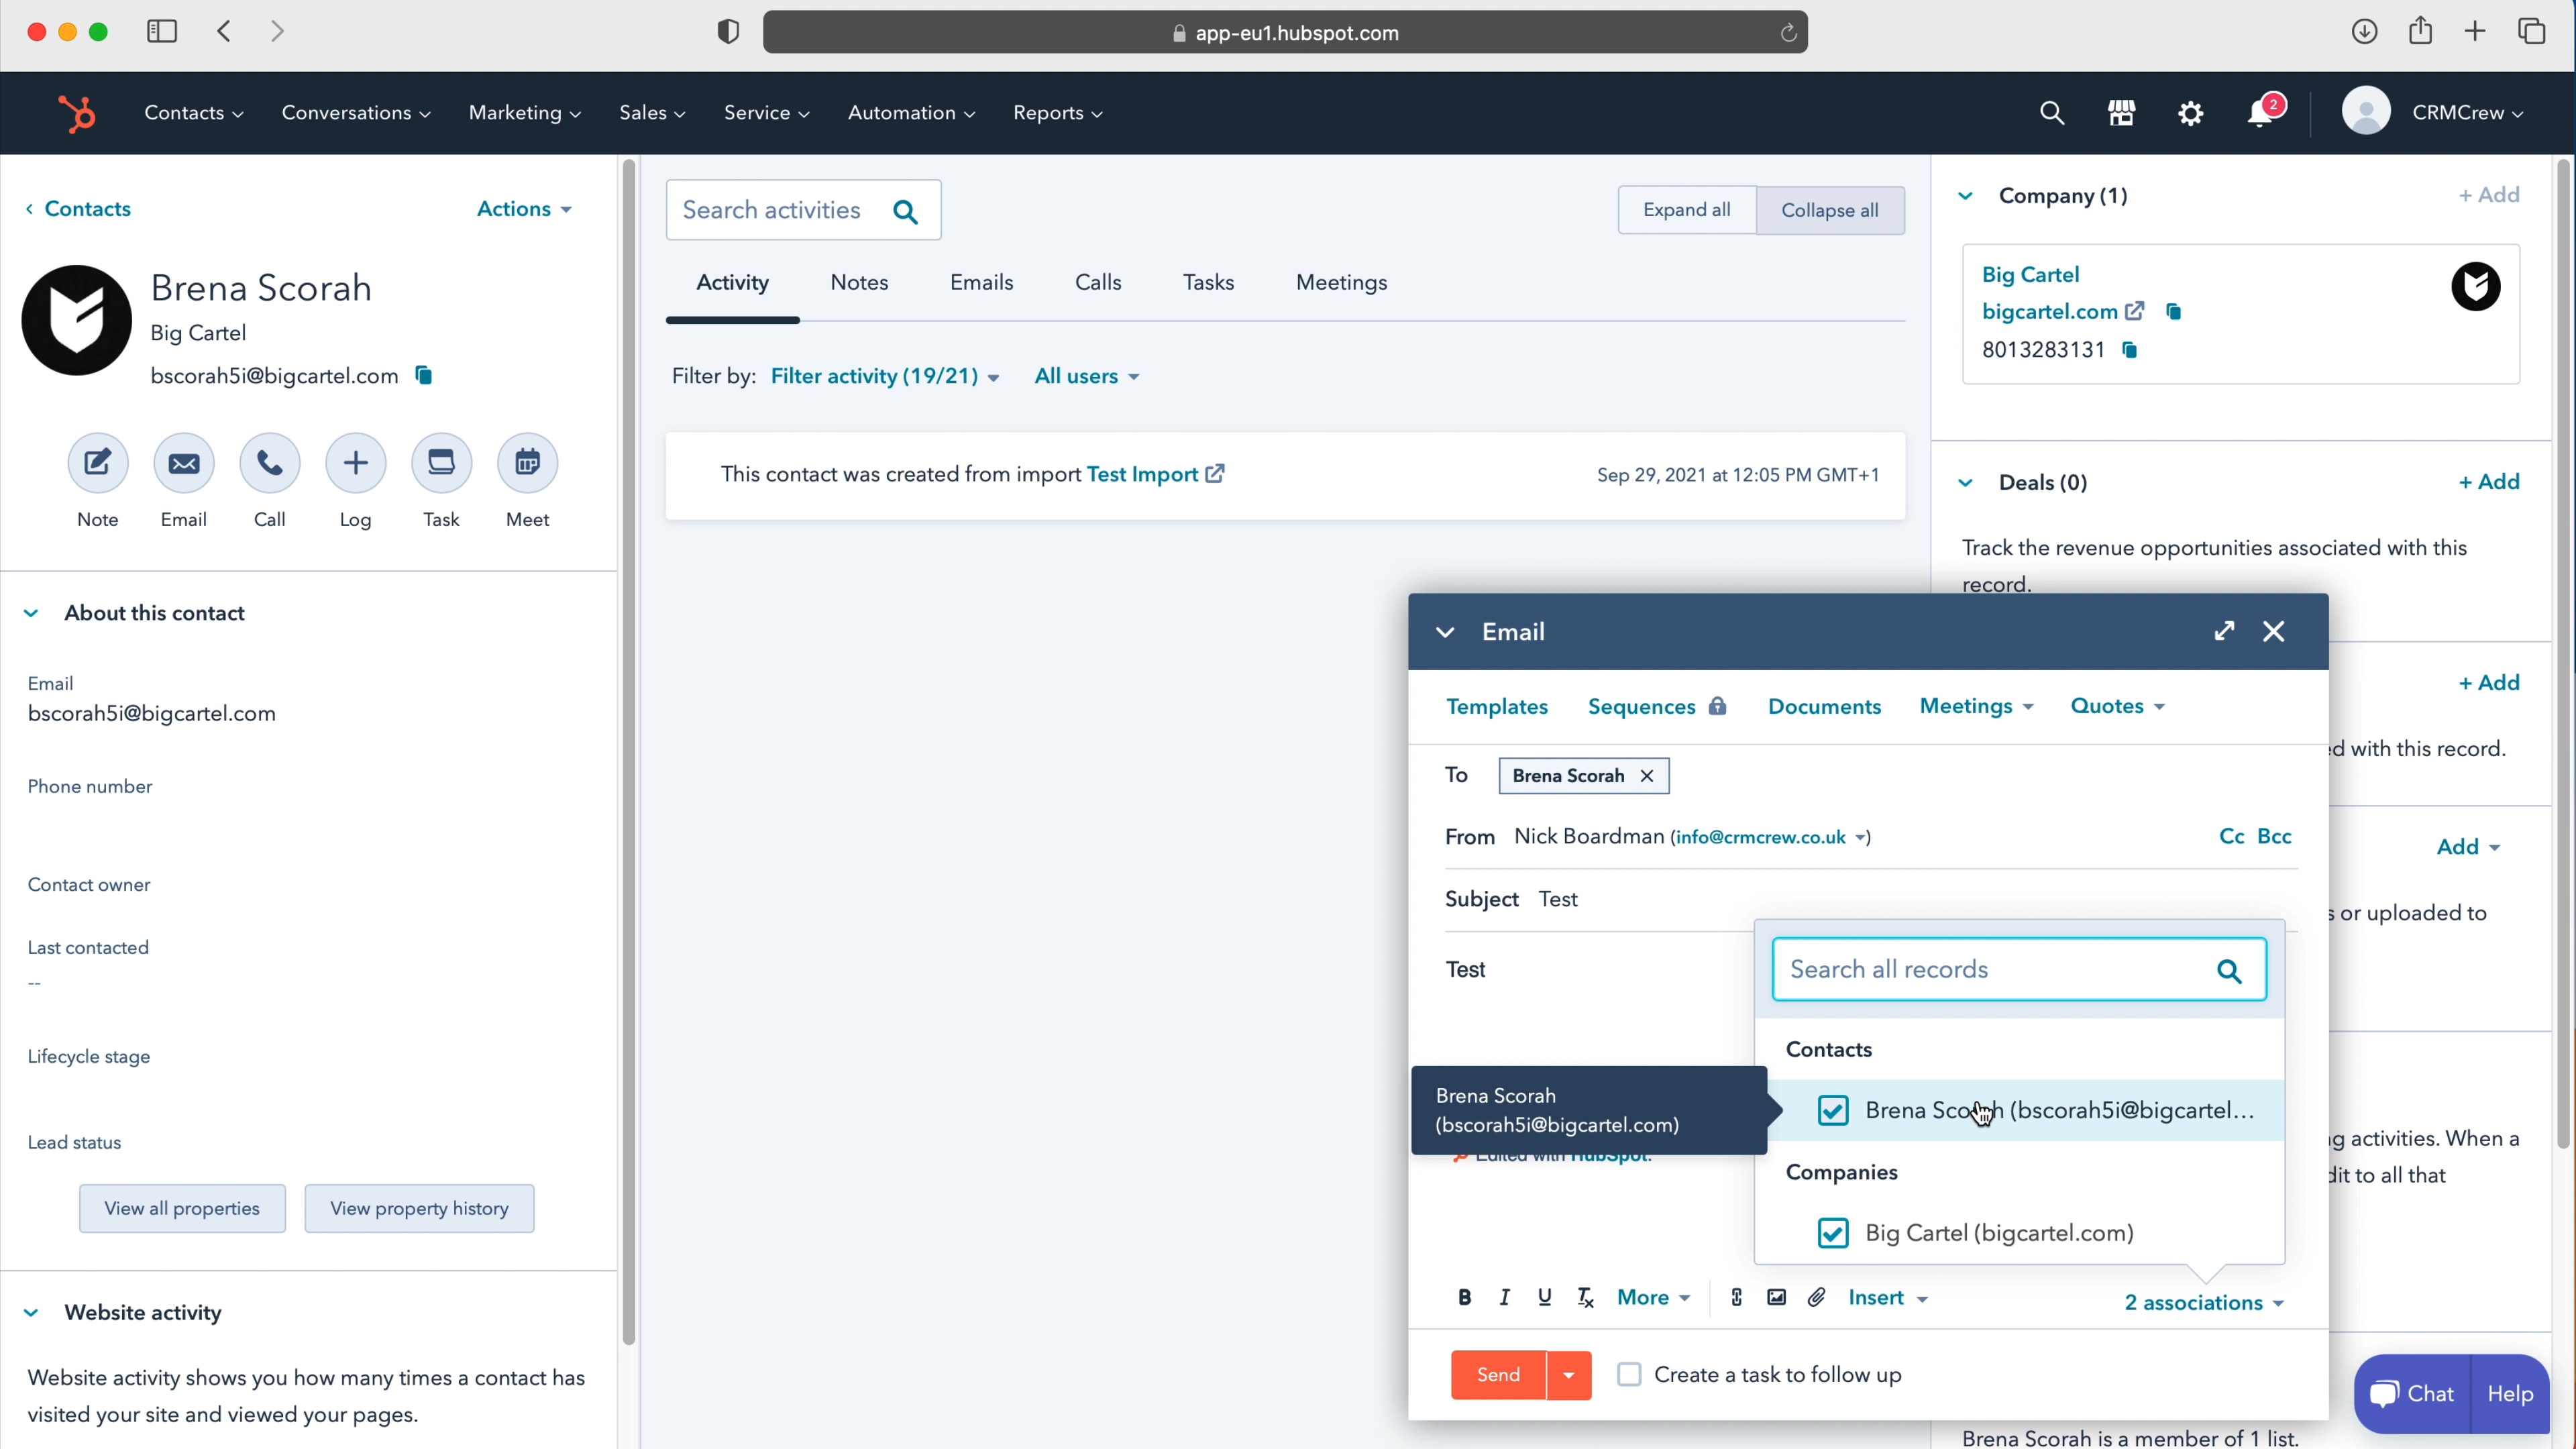 app-eu1.hubspot.com
Contacts Conversations Marketing Sales Service Automation Reports 2 CRMCrew
Contacts Actions
Brena Scorah
Big Cartel
bscorah5i@bigcartel.com
Note Email Call Log Task Meet
About this contact
Email
bscorah5i@bigcartel.com
Phone number
Contact owner
Last contacted
--
Lifecycle stage
Lead status
View all properties View property history
Website activity
Website activity shows you how many times a contact has
visited your site and viewed your pages.
Search activities Expand all Collapse all
Activity Notes Emails Calls Tasks Meetings
Filter by: Filter activity (19/21) All users
This contact was created from import Test Import Sep 29, 2021 at 12:05 PM GMT+1
Company (1) + Add
Big Cartel
bigcartel.com
8013283131
Deals (0) + Add
Track the revenue opportunities associated with this
record.
+ Add
ed with this record.
Add
s or uploaded to
g activities. When a
dit to all that
Brena Scorah is a member of 1 list.
Email
Templates Sequences Documents Meetings Quotes
To Brena Scorah
From Nick Boardman (info@crmcrew.co.uk) Cc Bcc
Subject Test
Test
Search all records
Contacts
Brena Scorah (bscorah5i@bigcartel...
Brena Scorah
(bscorah5i@bigcartel.com)
Edited with HubSpot.
Companies
Big Cartel (bigcartel.com)
B I U Tx More Insert 2 associations
Send Create a task to follow up
Chat Help